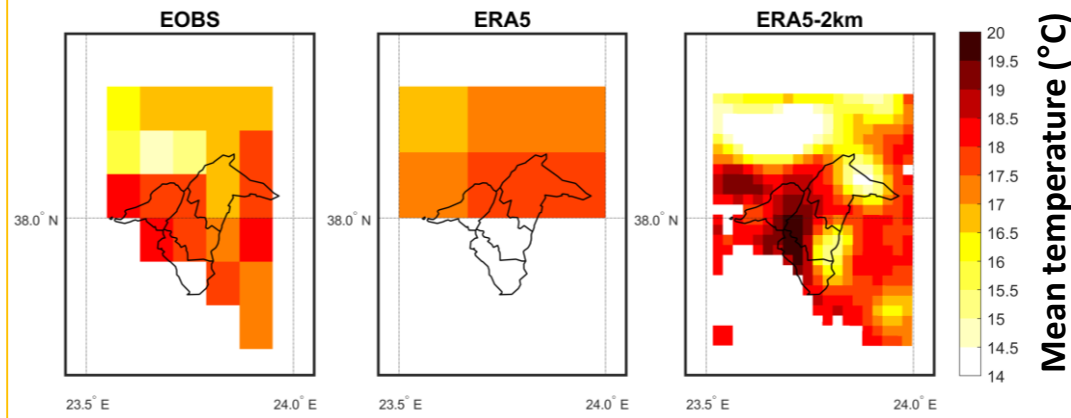 EOBS
ERA5
ERA5-2km
38.0° N
38.0° N
23.5° E
24.0° E
23.5° E
24.0° E
23.5° E
24.0° E
20
19.5
19
18.5
18
17.5
17
16.5
16
15.5
15
14.5
14
Mean temperature (°C)
38.0° N